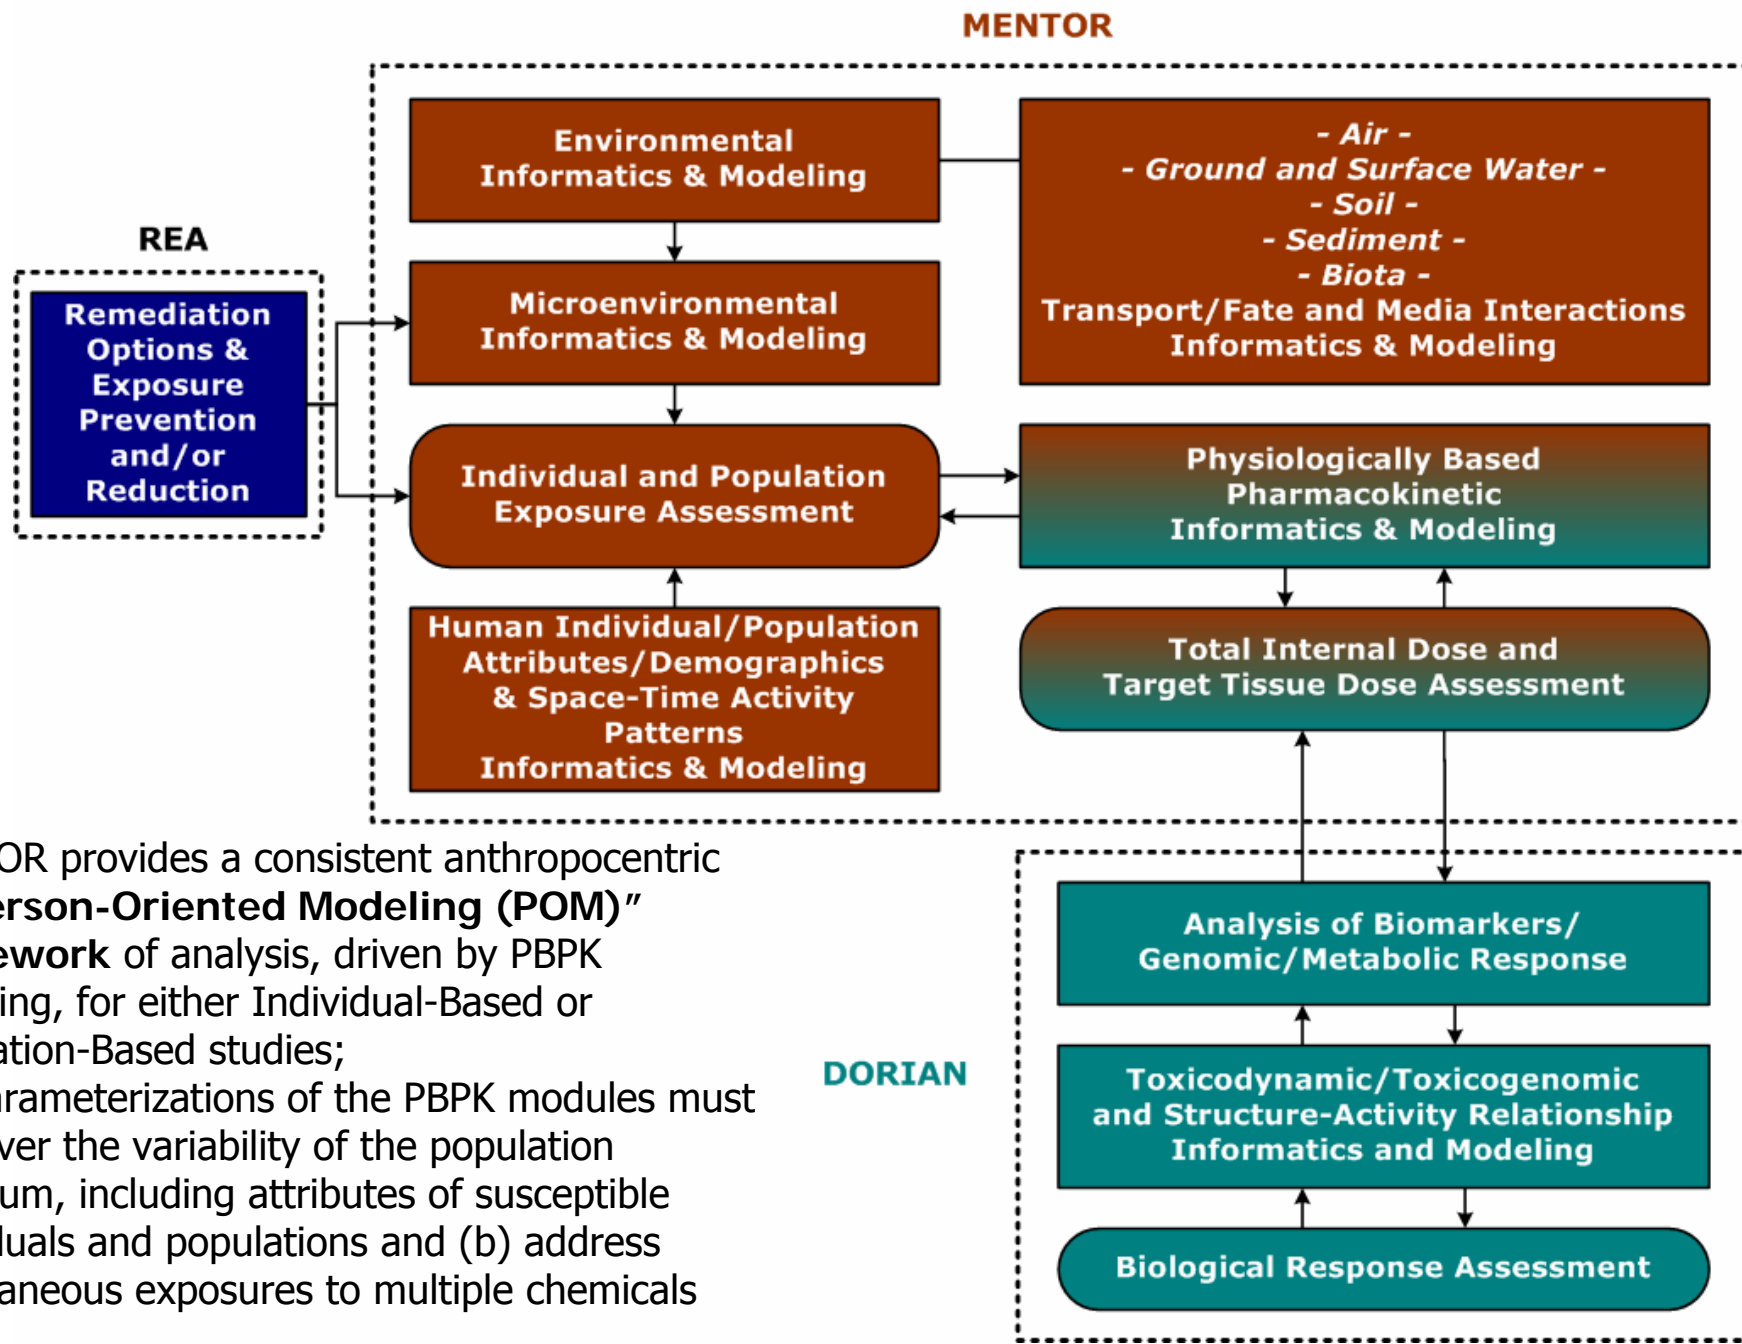 MENTOR
Environmental
Informatics & Modeling
- Air -
- Ground and Surface Water -
- Soil -
- Sediment -
- Biota -
Transport/Fate and Media Interactions
Informatics & Modeling
REA
Remediation
Options &
Exposure
Prevention
and/or
Reduction
Microenvironmental
Informatics & Modeling
Individual and Population
Exposure Assessment
Physiologically Based
Pharmacokinetic
Informatics & Modeling
Human Individual/Population
Attributes/Demographics
& Space-Time Activity
Patterns
Informatics & Modeling
Total Internal Dose and
Target Tissue Dose Assessment
OR provides a consistent anthropocentric
erson-Oriented Modeling (POM)”
ework of analysis, driven by PBPK
ing, for either Individual-Based or
ation-Based studies;
arameterizations of the PBPK modules must
ver the variability of the population
um, including attributes of susceptible
duals and populations and (b) address
aneous exposures to multiple chemicals
DORIAN
Analysis of Biomarkers/
Genomic/Metabolic Response
Toxicodynamic/Toxicogenomic
and Structure-Activity Relationship
Informatics and Modeling
Biological Response Assessment